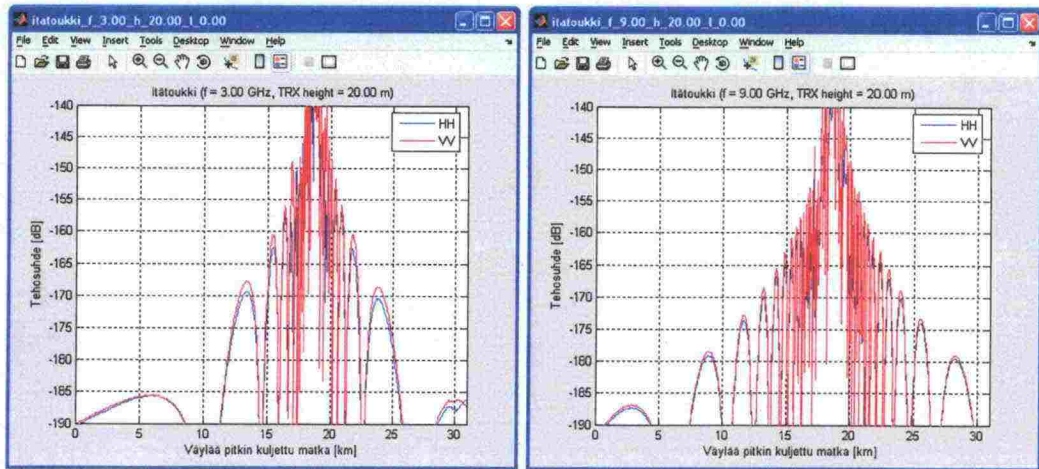 itatoukki_f_3.00_h_20.00_l_0.00
File Edit View Insert Tools Desktop Window Help
itätoukki (f = 3.00 GHz, TRX height = 20.00 m)
HH
VV
-140
-145
-150
-155
-160
-165
-170
-175
-180
-185
-190
Tehosuhde [dB]
0 5 10 15 20 25 30
Väylää pitkin kuljettu matka [km]
itatoukki_f_9.00_h_20.00_l_0.00
File Edit View Insert Tools Desktop Window Help
itätoukki (f = 9.00 GHz, TRX height = 20.00 m)
HH
VV
-140
-145
-150
-155
-160
-165
-170
-175
-180
-185
-190
Tehosuhde [dB]
0 5 10 15 20 25 30
Väylää pitkin kuljettu matka [km]